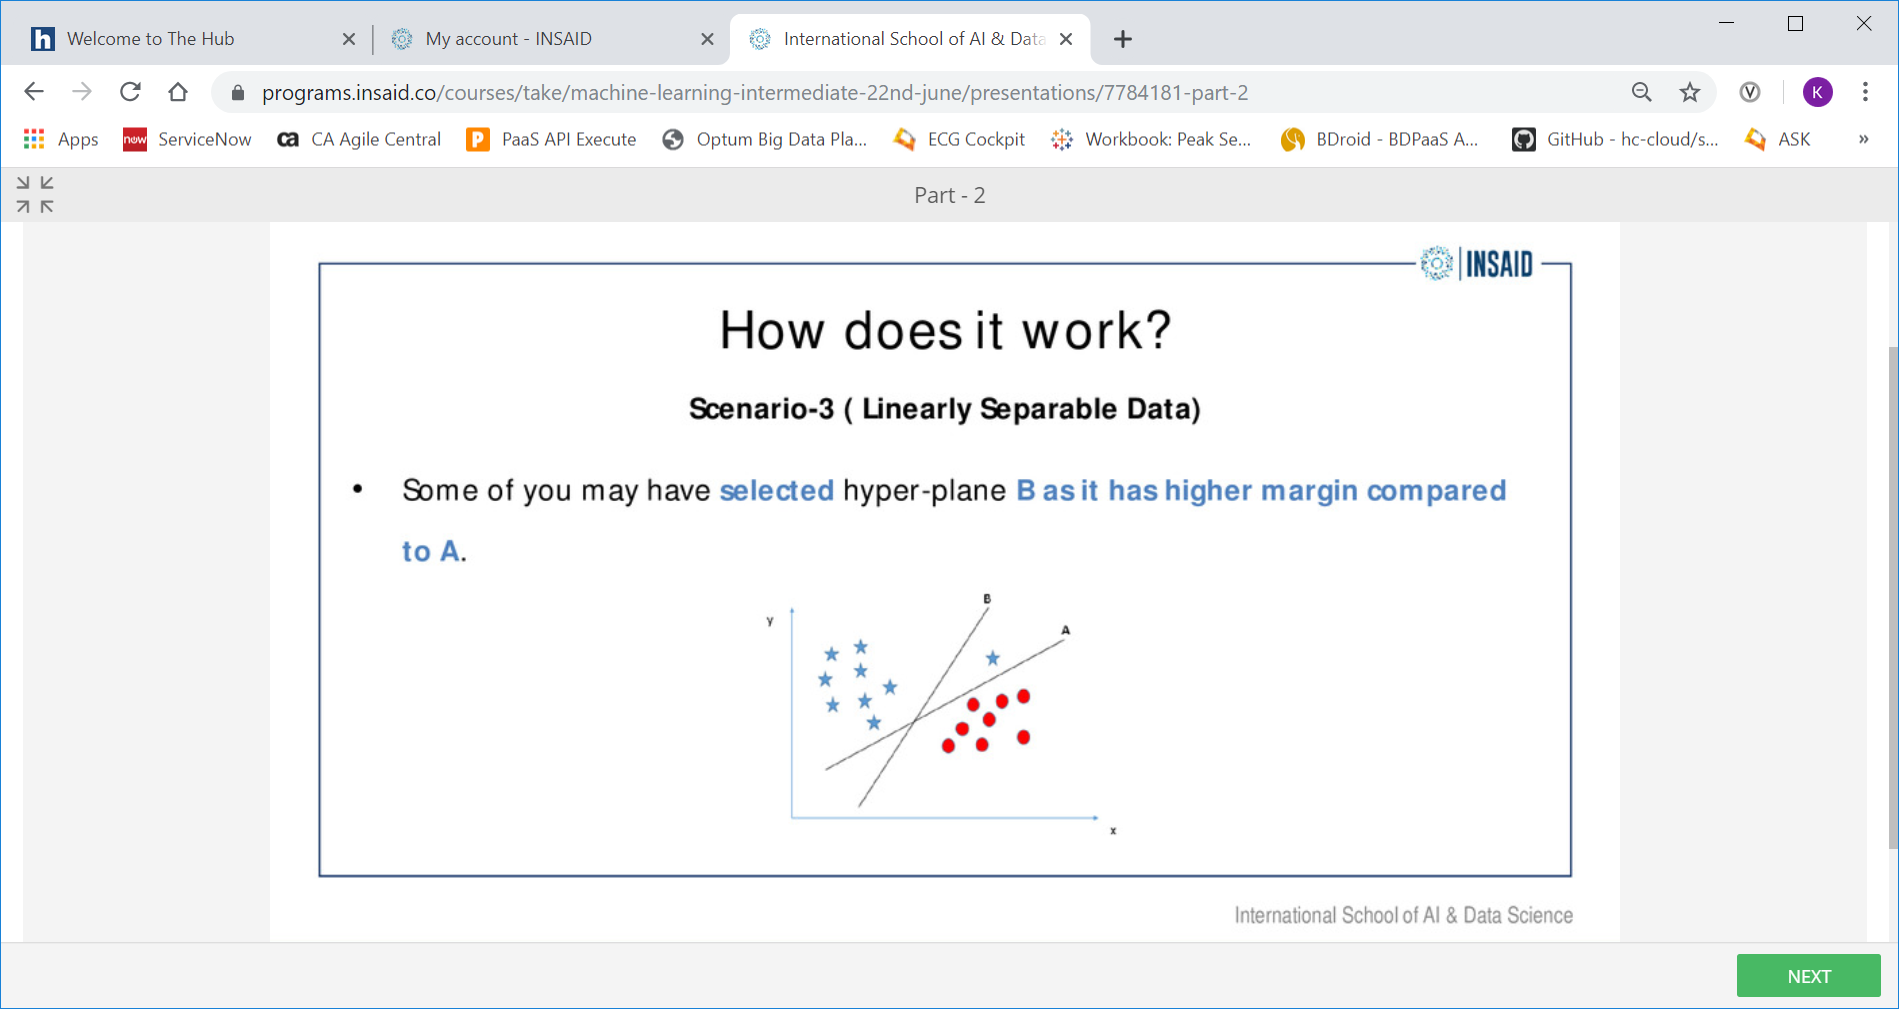 h Welcome to The Hub
My account - INSAID
International School of AI & Data
programs.insaid.co/courses/take/machine-learning-intermediate-22nd-june/presentations/7784181-part-2
V
K
Apps
now ServiceNow
ca CA Agile Central
P PaaS API Execute
Optum Big Data Pla...
ECG Cockpit
Workbook: Peak Se...
BDroid - BDPaaS A...
GitHub - hc-cloud/s...
ASK
»
Part - 2
INSAID
How does it work?
Scenario-3 ( Linearly Separable Data)
• Some of you may have selected hyper-plane B as it has higher margin compared
to A.
B
y
A
x
International School of AI & Data Science
NEXT